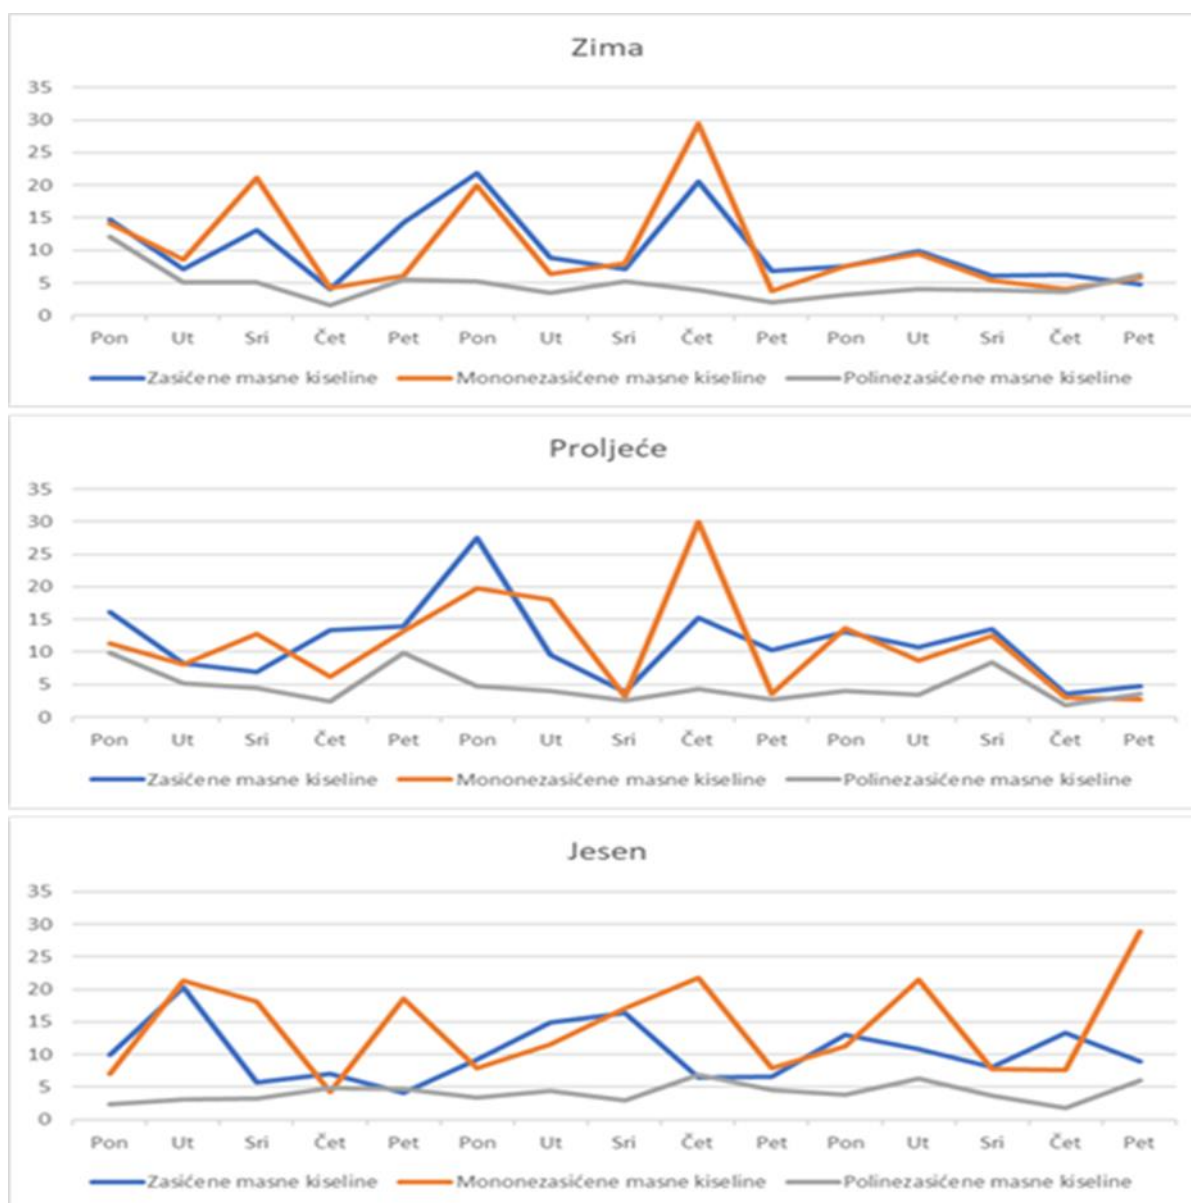 Zima
35
30
25
20
15
10
5
0
Pon Ut Sri Čet Pet Pon Ut Sri Čet Pet Pon Ut Sri Čet Pet
Zasićene masne kiseline Mononezasićene masne kiseline Polinezasićene masne kiseline
Proljeće
35
30
25
20
15
10
5
0
Pon Ut Sri Čet Pet Pon Ut Sri Čet Pet Pon Ut Sri Čet Pet
Zasićene masne kiseline Mononezasićene masne kiseline Polinezasićene masne kiseline
Jesen
35
30
25
20
15
10
5
0
Pon Ut Sri Čet Pet Pon Ut Sri Čet Pet Pon Ut Sri Čet Pet
Zasićene masne kiseline Mononezasićene masne kiseline Polinezasićene masne kiseline